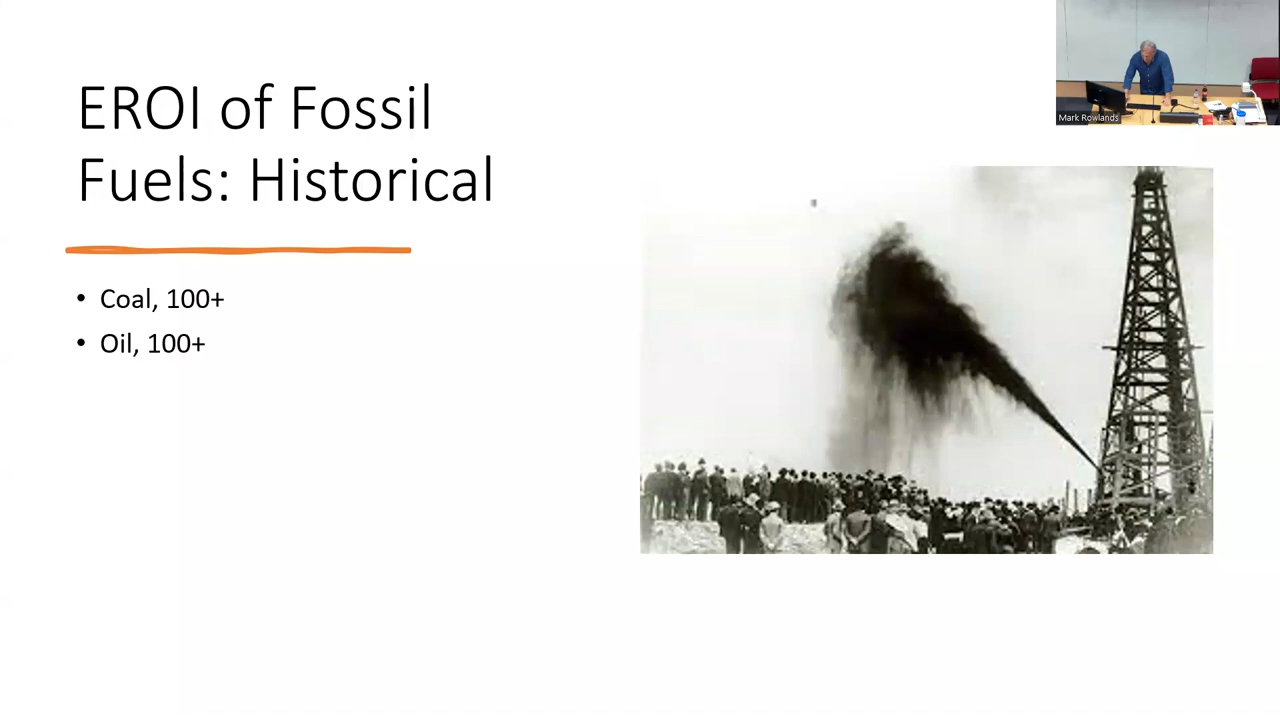 EROI of Fossil
Fuels: Historical
• Coal, 100+
• Oil, 100+
Mark Rowlands